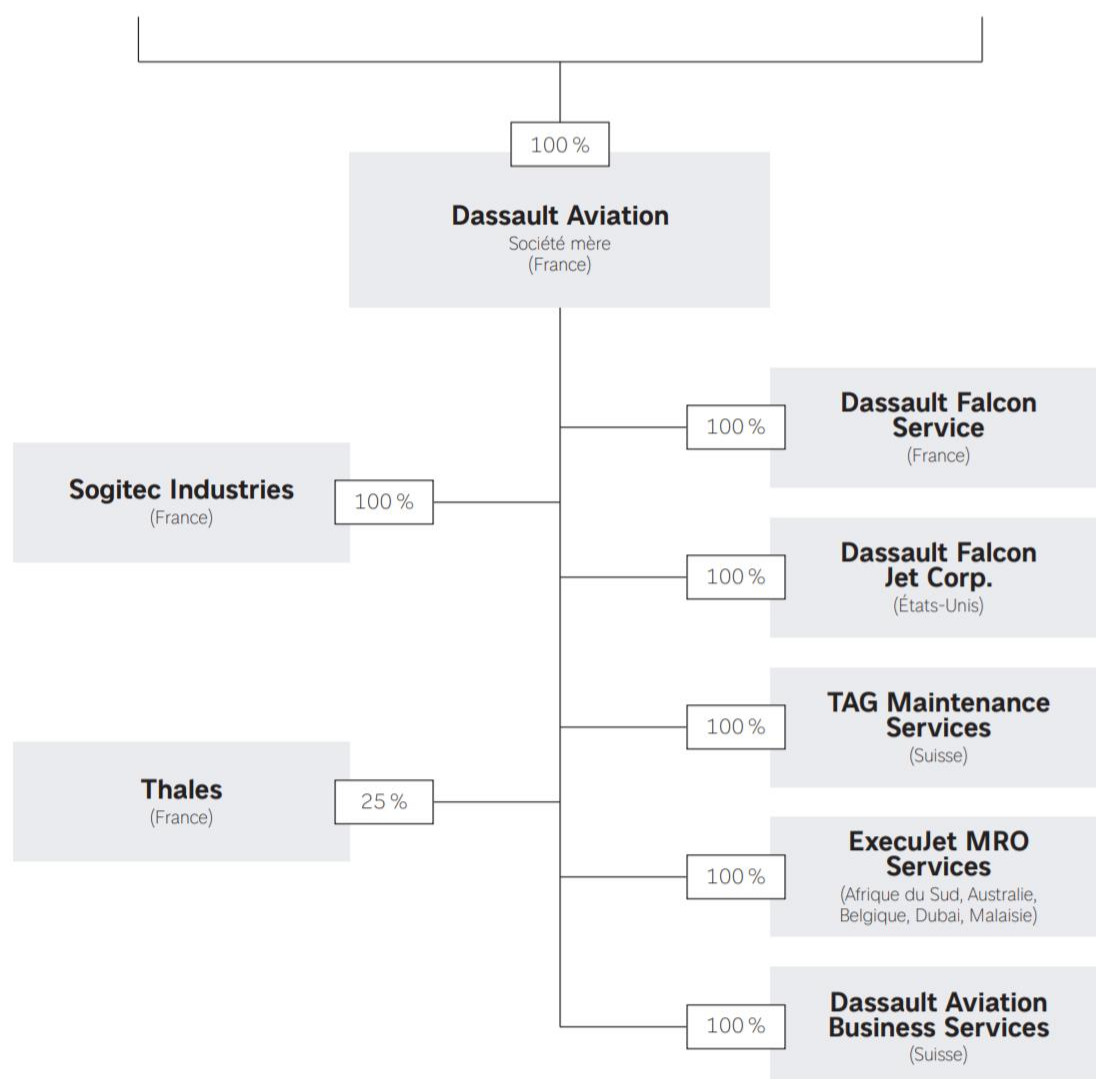 100 %
Dassault Aviation
Société mère
(France)
100 %
Dassault Falcon
Service
(France)
Sogitec Industries
(France)
100 %
100 %
Dassault Falcon
Jet Corp.
(États-Unis)
100 %
TAG Maintenance
Services
(Suisse)
Thales
(France)
25 %
100 %
ExecuJet MRO
Services
(Afrique du Sud, Australie,
Belgique, Dubai, Malaisie)
100 %
Dassault Aviation
Business Services
(Suisse)